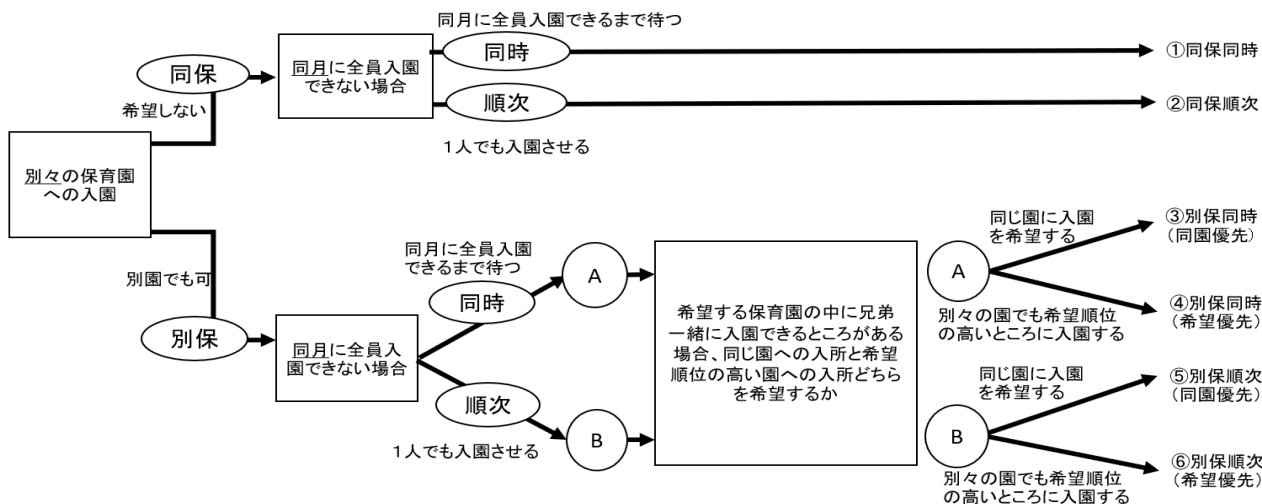 別々の保育園
への入園
同保
希望しない
同月に全員入園
できない場合
同月に全員入園できるまで待つ
同時
①同保同時
順次
②同保順次
1人でも入園させる
別園でも可
別保
同月に全員入
園できない場合
同月に全員入園
できるまで待つ
同時
A
順次
1人でも入園させる
B
希望する保育園の中に兄弟
一緒に入園できるところがある
場合、同じ園への入所と希望
順位の高い園への入所どちら
を希望するか
A
同じ園に入園
を希望する
③別保同時
(同園優先)
別々の園でも希望順位
の高いところに入園する
④別保同時
(希望優先)
B
同じ園に入園
を希望する
⑤別保順次
(同園優先)
別々の園でも希望順位
の高いところに入園する
⑥別保順次
(希望優先)